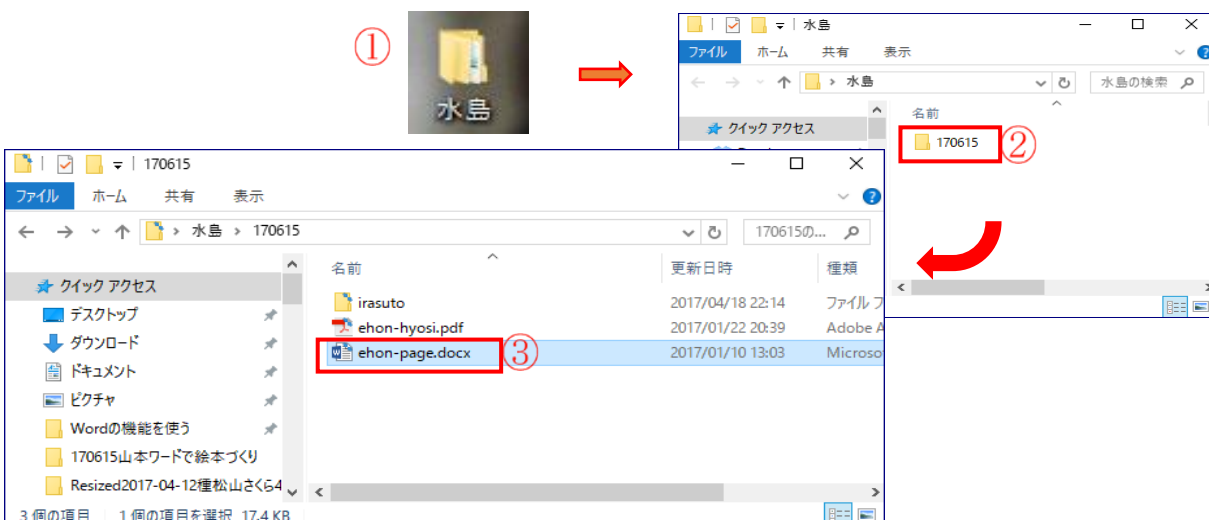 ①
水島
水島
ファイル ホーム 共有 表示
水島
水島の検索
名前
クイック アクセス
170615
②
170615
ファイル ホーム 共有 表示
水島 › 170615
170615の...
名前 更新日時 種類
クイック アクセス
デスクトップ
ダウンロード
ドキュメント
ピクチャ
Wordの機能を使う
170615山本ワードで絵本づくり
Resized2017-04-12種松山さくら4
irasuto 2017/04/18 22:14 ファイル フ
ehon-hyosi.pdf 2017/01/22 20:39 Adobe A
ehon-page.docx 2017/01/10 13:03 Microso
③
3 個の項目 1 個の項目を選択 17.4 KB